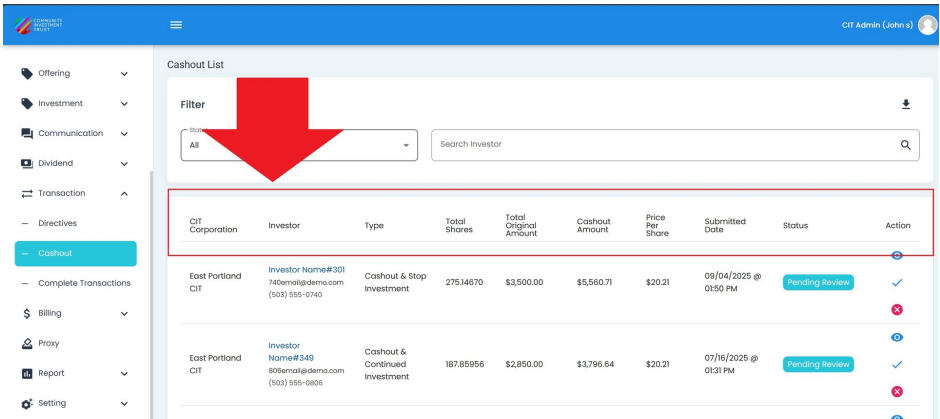 COMMUNITY
INVESTMENT
TRUST
CIT Admin (John s)
Offering
Investment
Communication
Dividend
Transaction
Directives
Cashout
Complete Transactions
Billing
Proxy
Report
Setting
Cashout List
Filter
All
Search Investor
CIT Corporation Investor Type Total Shares Total Original Amount Cashout Amount Price Per Share Submitted Date Status Action
East Portland CIT
Investor Name#301
740email@demo.com
(503) 555-0740
Cashout & Stop Investment
275.14670
$3,500.00
$5,560.71
$20.21
09/04/2025 @ 01:50 PM
Pending Review
East Portland CIT
Investor Name#349
806email@demo.com
(503) 555-0806
Cashout & Continued Investment
187.85956
$2,850.00
$3,796.64
$20.21
07/16/2025 @ 01:31 PM
Pending Review